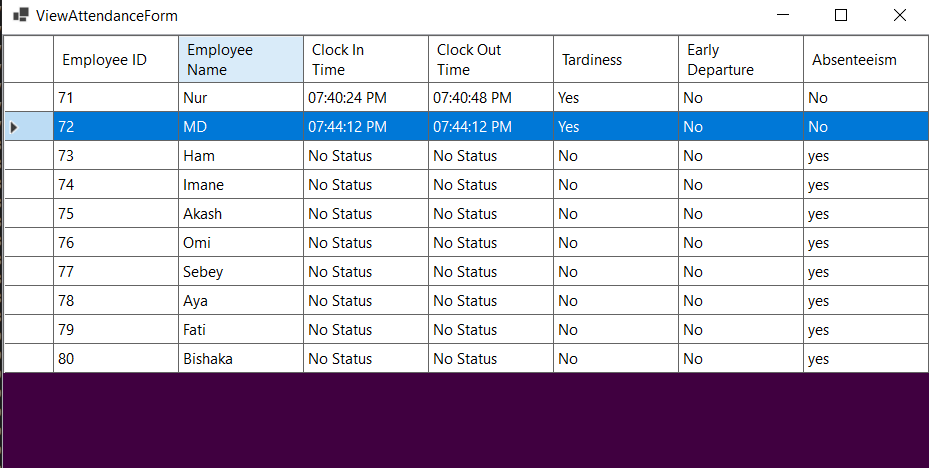 ViewAttendanceForm
Employee ID Employee Name Clock In Time Clock Out Time Tardiness Early Departure Absenteeism
71 Nur 07:40:24 PM 07:40:48 PM Yes No No
72 MD 07:44:12 PM 07:44:12 PM Yes No No
73 Ham No Status No Status No No yes
74 Imane No Status No Status No No yes
75 Akash No Status No Status No No yes
76 Omi No Status No Status No No yes
77 Sebey No Status No Status No No yes
78 Aya No Status No Status No No yes
79 Fati No Status No Status No No yes
80 Bishaka No Status No Status No No yes